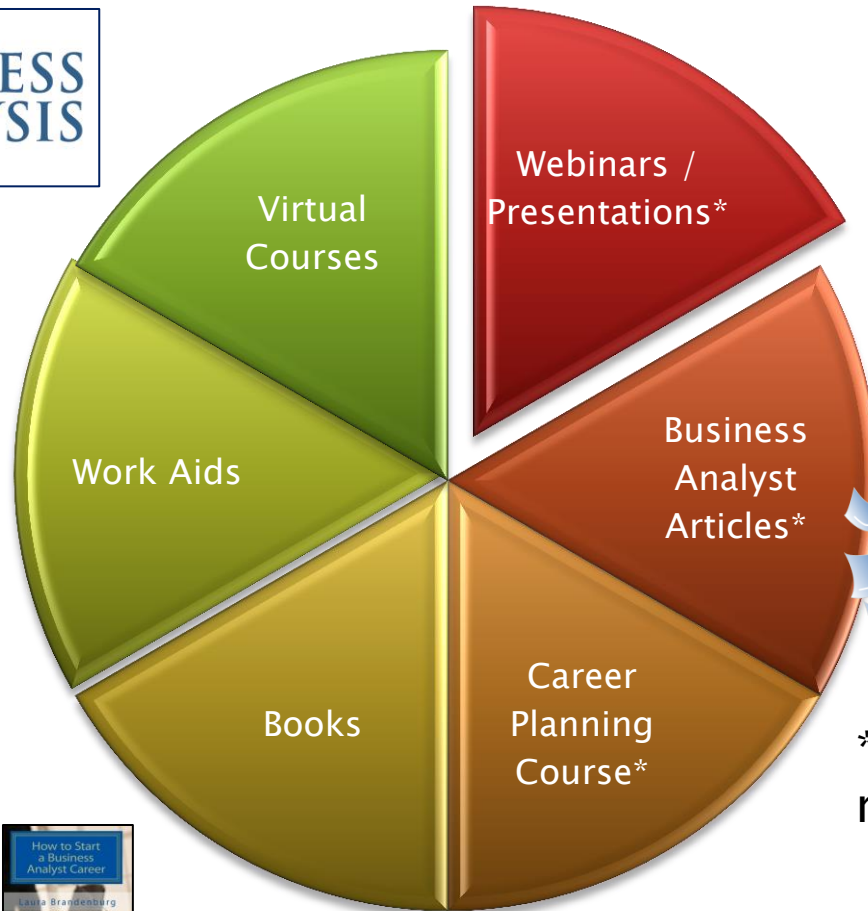 ESS
YSIS
Webinars /
Presentations*
Virtual
Courses
Business
Analyst
Articles*
Work Aids
Career
Planning
Course*
Books
*
How to Start
a Business
Analyst Career
Laura Brandenburg